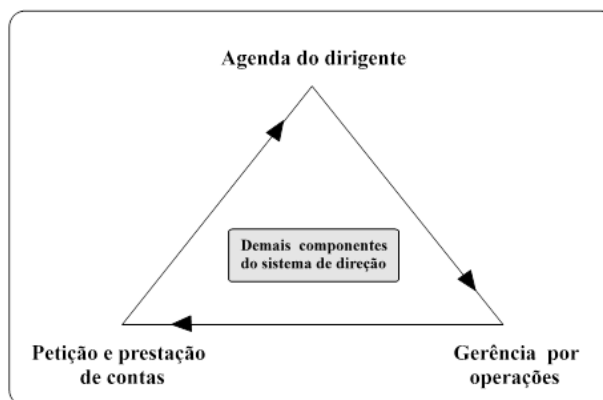 Agenda do dirigente
Demais componentes
do sistema de direção
Petição e prestação
de contas
Gerência por
operações